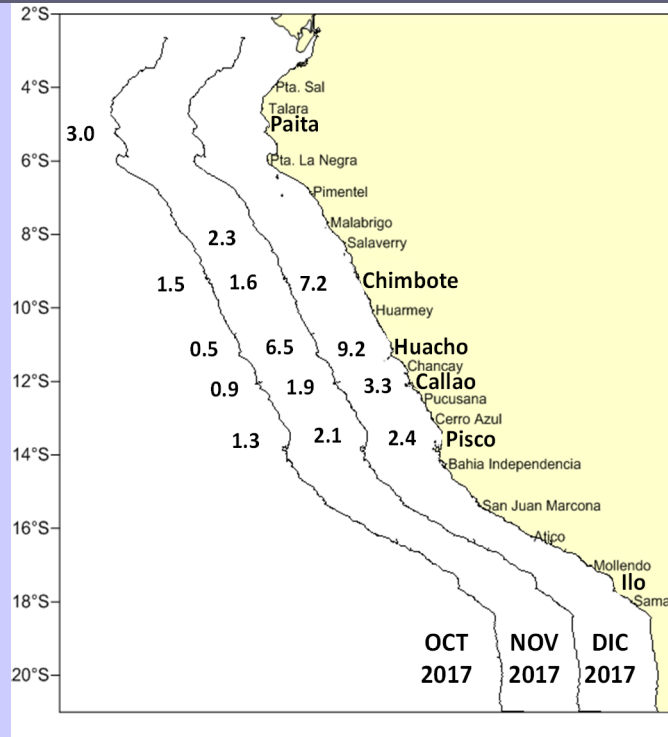 2°S
4°S
Pta. Sal
Talara
3.0
Paita
6°S
Pta. La Negra
Pimentel
Malabrigo
8°S
2.3
Salaverry
1.5
1.6
7.2
Chimbote
10°S
Huarmey
0.5
6.5
9.2
Huacho
Chancay
12°S
0.9
1.9
3.3
Callao
Pucusana
Cerro Azul
1.3
2.1
2.4
Pisco
14°S
Bahia Independencia
San Juan Marcona
16°S
Atico
Mollendo
Ilo
18°S
Sama
OCT
2017
NOV
2017
DIC
2017
20°S